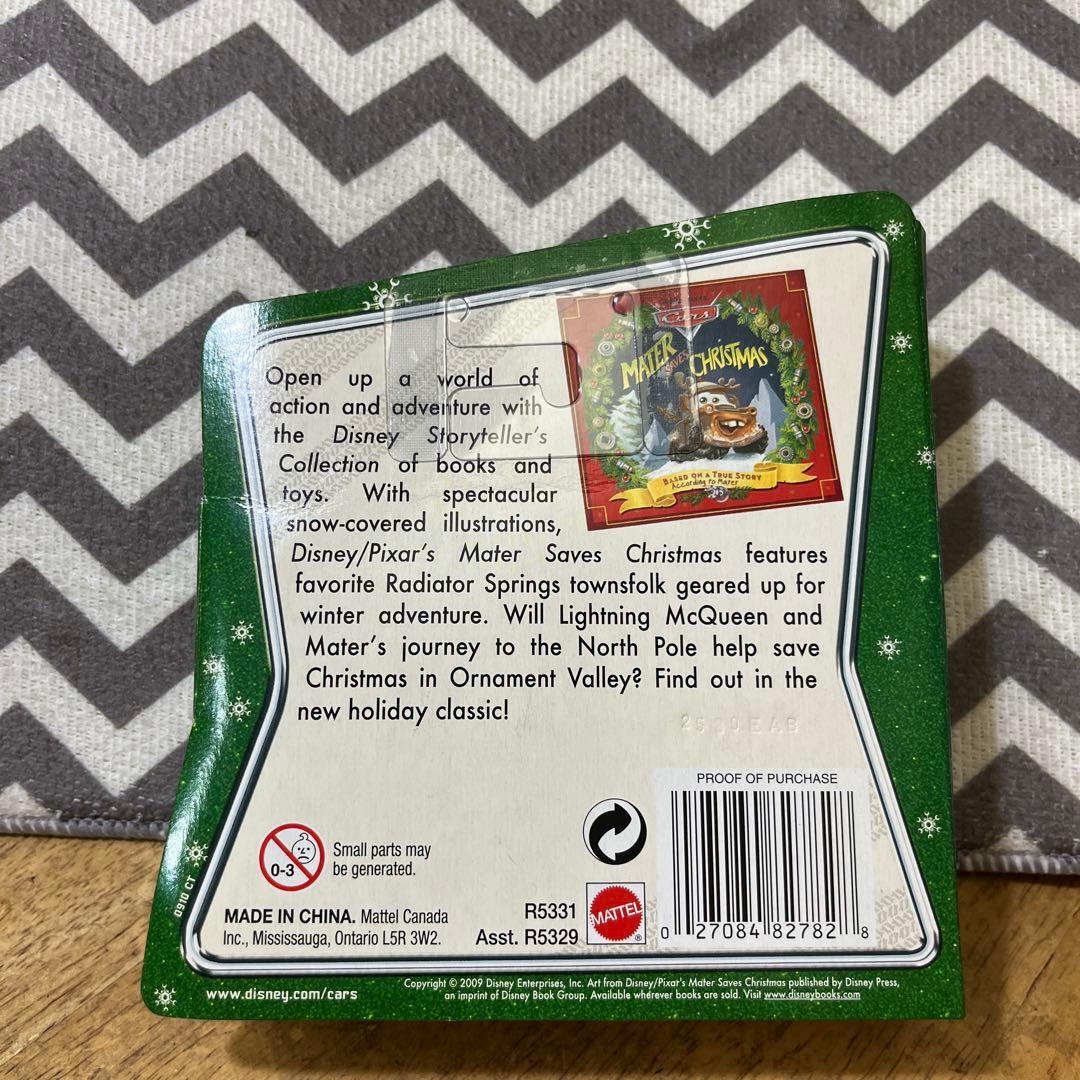 Cars
MATER
SAVES
CHRISTMAS
BASED ON A TRUE STORY
According to Mater
Open up a world of
action and adventure with
the Disney Storyteller's
Collection of books and
toys. With spectacular
snow-covered illustrations,
Disney/Pixar's Mater Saves Christmas features
favorite Radiator Springs townsfolk geared up for
winter adventure. Will Lightning McQueen and
Mater's journey to the North Pole help save
Christmas in Ornament Valley? Find out in the
new holiday classic!
PROOF OF PURCHASE
0-3
Small parts may
be generated.
0910 CT
MADE IN CHINA. Mattel Canada
Inc., Mississauga, Ontario L5R 3W2.
R5331
Asst. R5329
MATTEL
®
0 27084 82782 8
www.disney.com/cars
Copyright © 2009 Disney Enterprises, Inc. Art from Disney/Pixar's Mater Saves Christmas published by Disney Press,
an imprint of Disney Book Group. Available wherever books are sold. Visit www.disneybooks.com